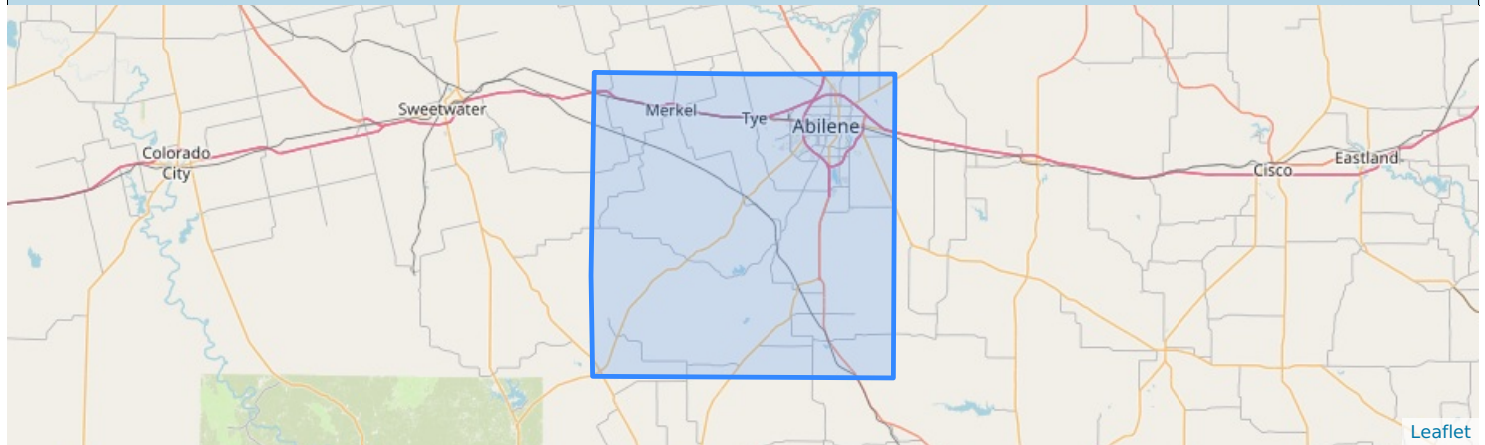 Sweetwater
Merkel
Tye
Abilene
Colorado
City
Cisco
Eastland
Leaflet